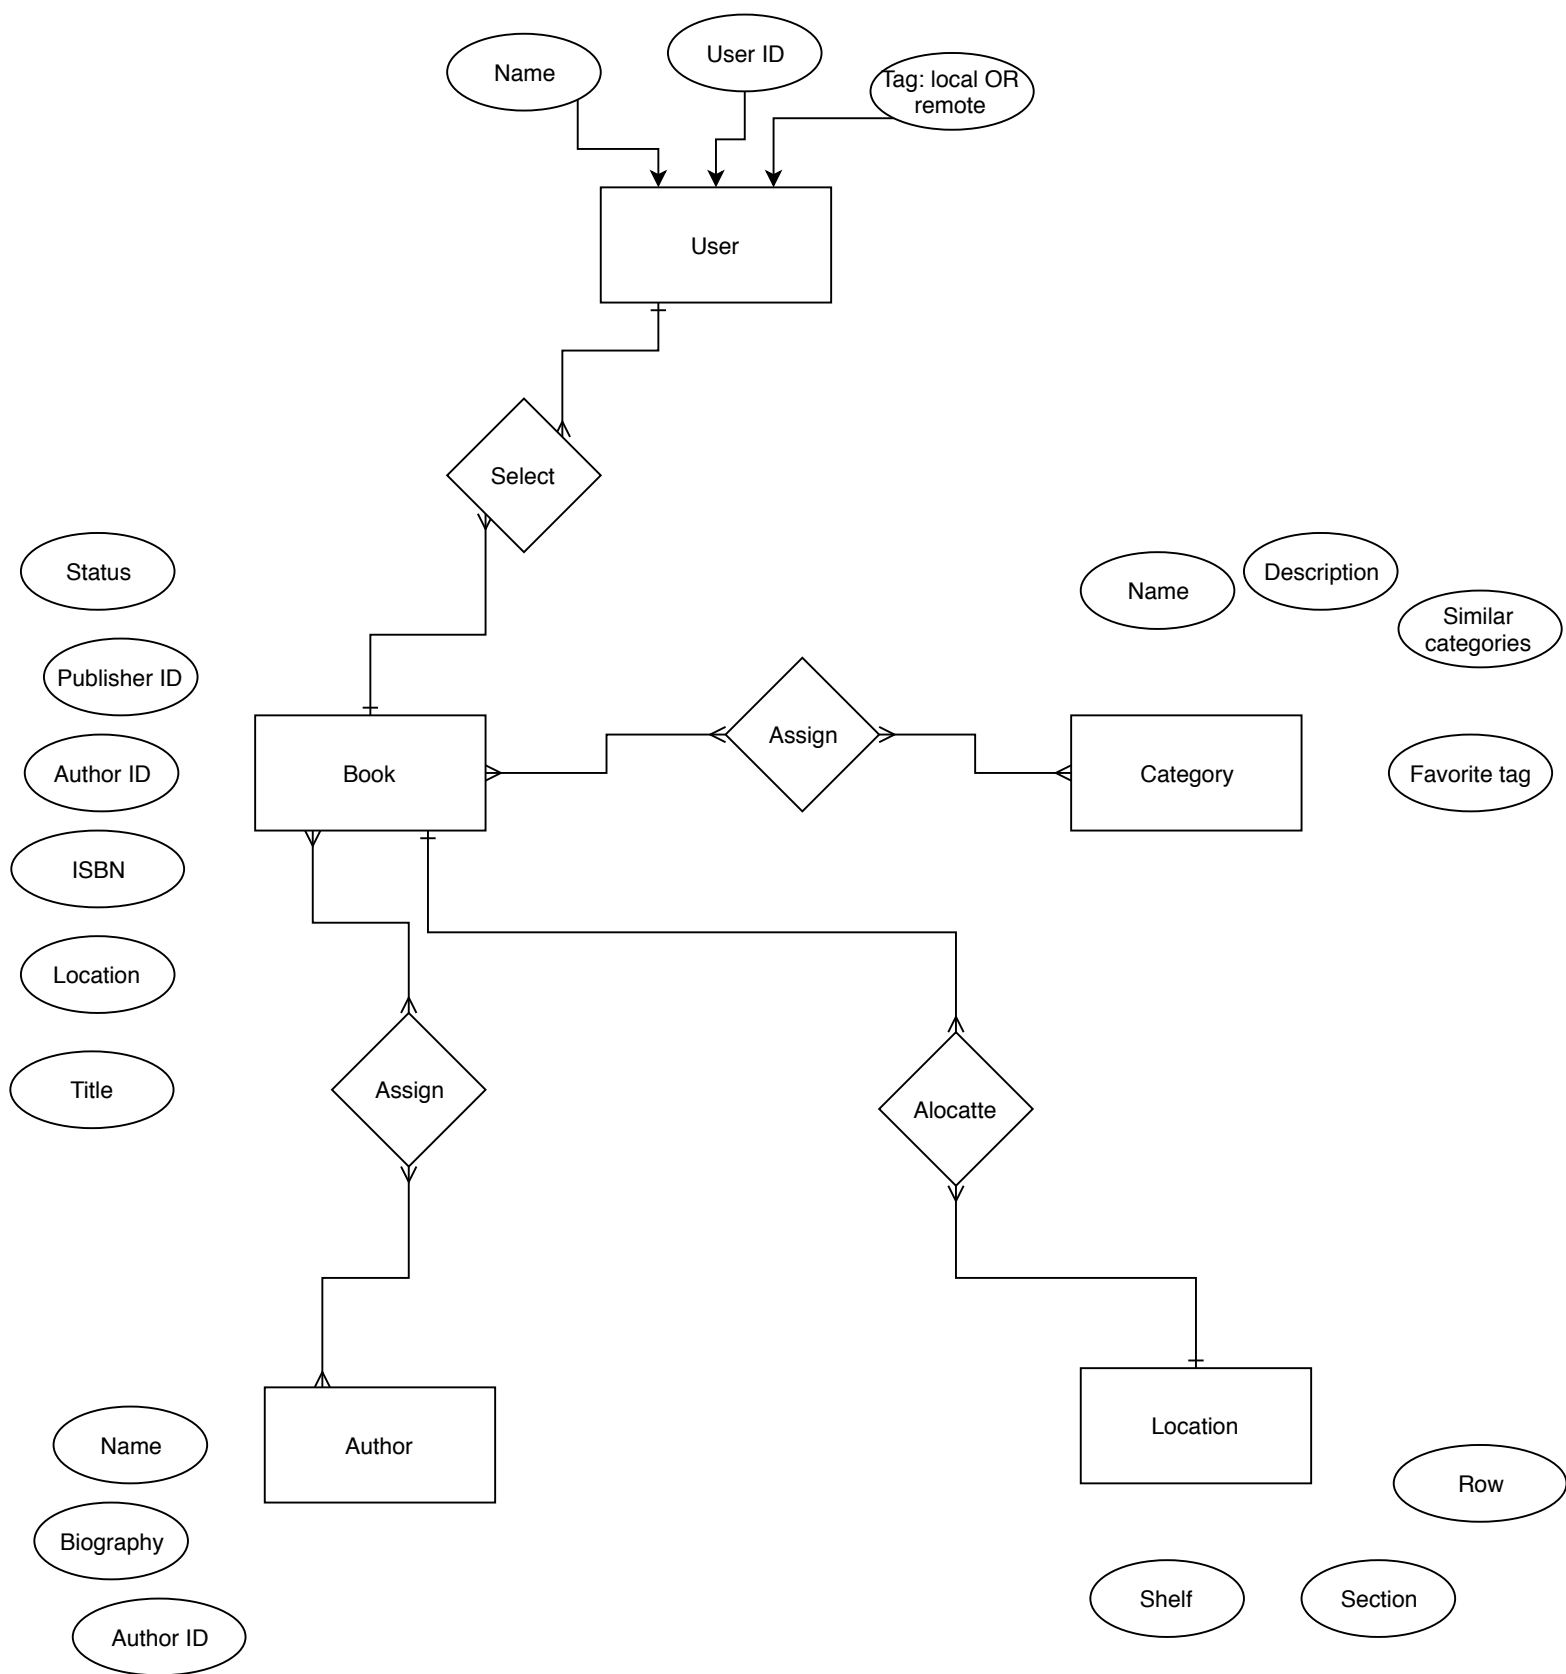 User ID
Name
Tag: local OR
remote
User
Select
Status
Name
Description
Similar
categories
Publisher ID
Author ID
Book
Assign
Category
Favorite tag
ISBN
Location
Title
Assign
Alocatte
Name
Author
Location
Row
Biography
Shelf
Section
Author ID